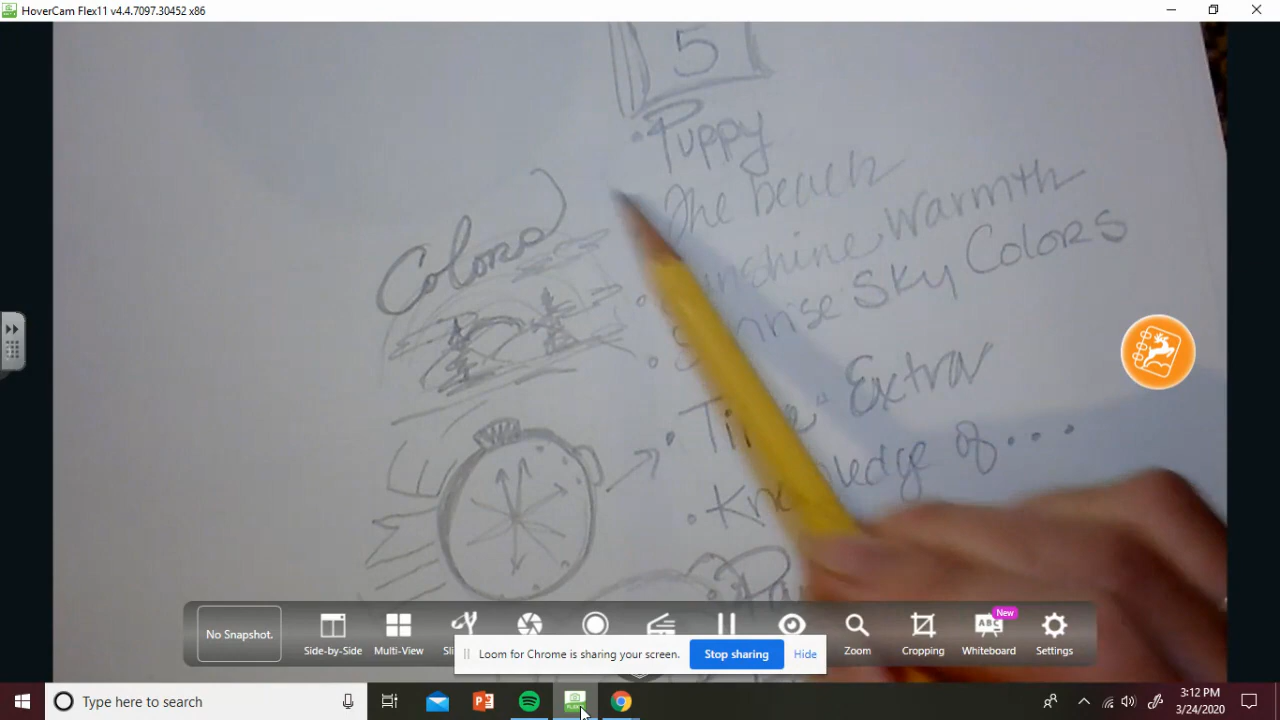 HoverCam Flex11 v4.4.7097.30452 x86
5
• Puppy
The beach
Colors
Warmth
Sky Colors
• Time Extra
• Knowledge of...
No Snapshot.
Side-by-Side
Multi-View
Zoom
Cropping
New
ABC
Whiteboard
Settings
Loom for Chrome is sharing your screen.
Stop sharing
Hide
Type here to search
3:12 PM
3/24/2020